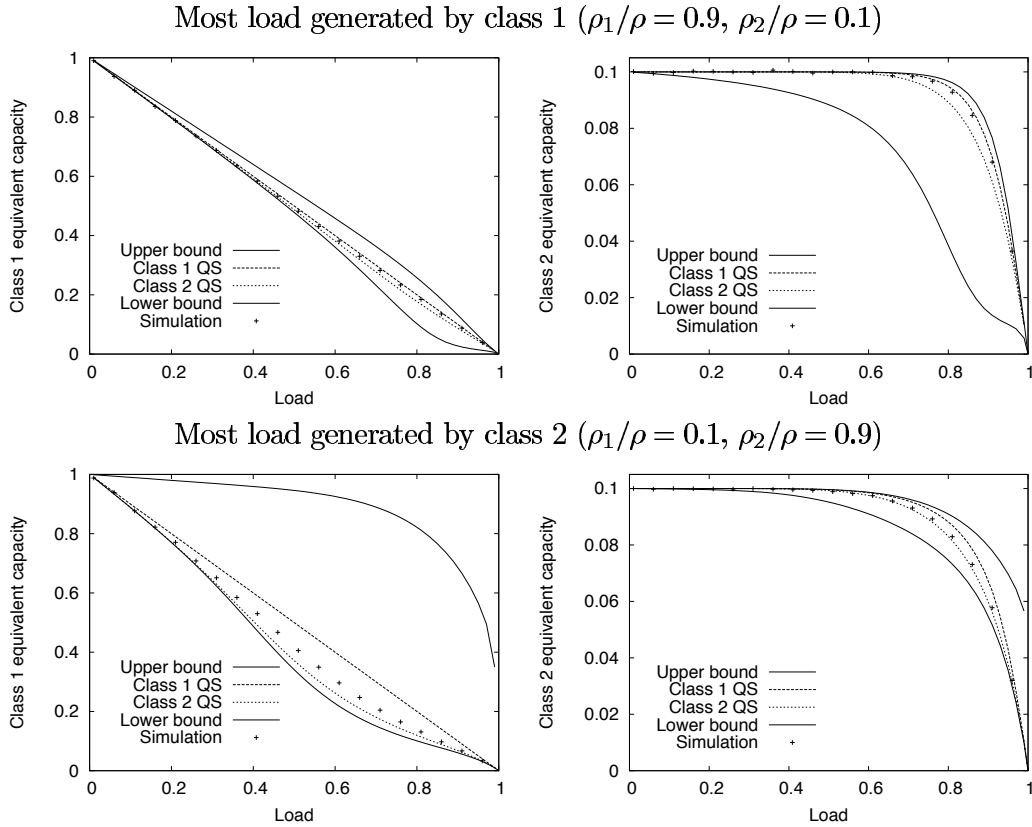 Most load generated by class 1 (ρ₁/ρ = 0.9, ρ₂/ρ = 0.1)
Class 1 equivalent capacity
1
0.8
0.6
0.4
0.2
0
Upper bound
Class 1 QS
Class 2 QS
Lower bound
Simulation
0 0.2 0.4 0.6 0.8 1
Load
Class 2 equivalent capacity
0.1
0.08
0.06
0.04
0.02
0
Upper bound
Class 1 QS
Class 2 QS
Lower bound
Simulation
0 0.2 0.4 0.6 0.8 1
Load
Most load generated by class 2 (ρ₁/ρ = 0.1, ρ₂/ρ = 0.9)
Class 1 equivalent capacity
1
0.8
0.6
0.4
0.2
0
Upper bound
Class 1 QS
Class 2 QS
Lower bound
Simulation
0 0.2 0.4 0.6 0.8 1
Load
Class 2 equivalent capacity
0.1
0.08
0.06
0.04
0.02
0
Upper bound
Class 1 QS
Class 2 QS
Lower bound
Simulation
0 0.2 0.4 0.6 0.8 1
Load